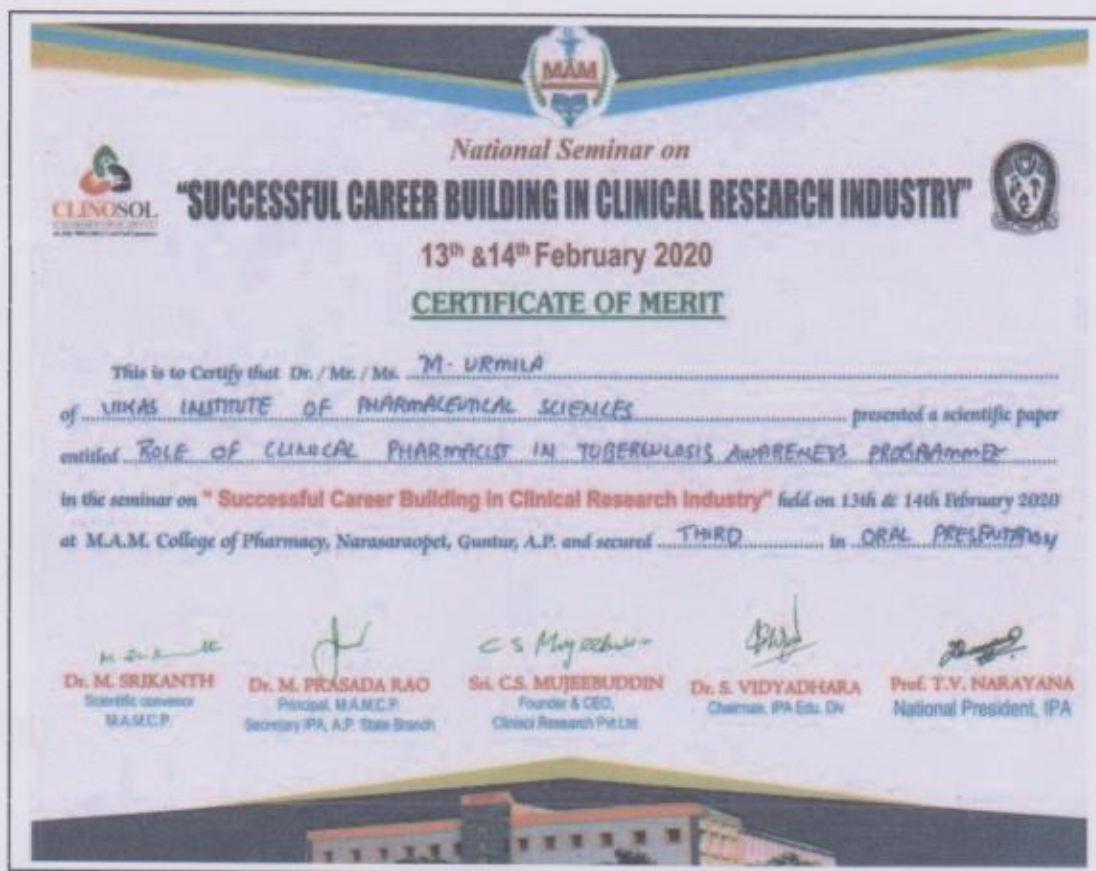 MAM
National Seminar on
CLINOSOL
"SUCCESSFUL CAREER BUILDING IN CLINICAL RESEARCH INDUSTRY"
13th &14th February 2020
CERTIFICATE OF MERIT
This is to Certify that Dr. / Mr. / Ms. M. URMILA
of VIKAS INSTITUTE OF PHARMACEUTICAL SCIENCES presented a scientific paper
entitled ROLE OF CLINICAL PHARMACIST IN TUBERCULOSIS AWARENESS PROGRAMMEE
in the seminar on " Successful Career Building in Clinical Research Industry" held on 13th & 14th February 2020
at M.A.M. College of Pharmacy, Narasaraopet, Guntur, A.P. and secured THIRD in ORAL PRESENTATION
Dr. M. SRIKANTH
Scientific convenor
M.A.M.C.P.
Dr. M. PRASADA RAO
Principal, M.A.M.C.P.
Secretary IPA, A.P. State Branch
C S Mujeebu
Sri. C.S. MUJEEBUDDIN
Founder & CEO,
Clinisol Research Pvt.Ltd.
Dr. S. VIDYADHARA
Chairman, IPA Edu. Div
Prof. T.V. NARAYANA
National President, IPA